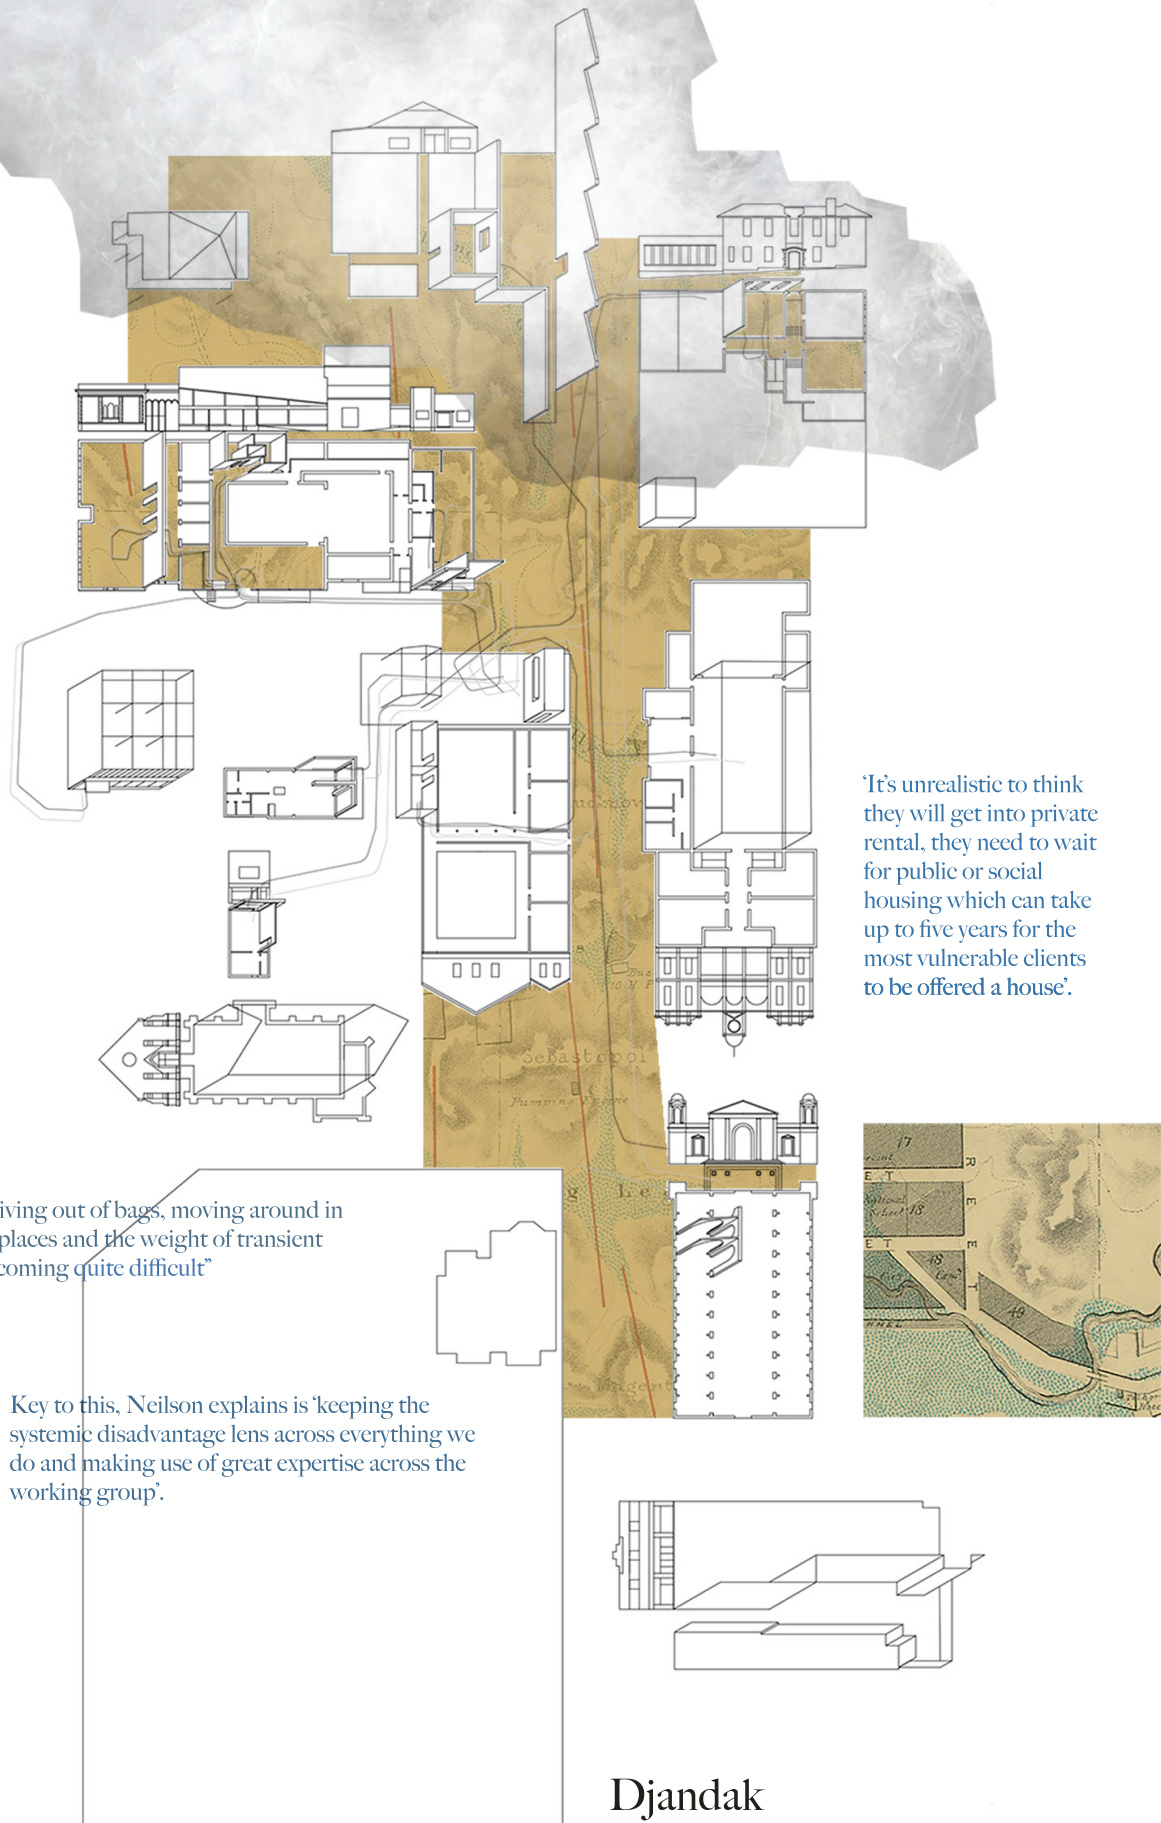 'It's unrealistic to think
they will get into private
rental, they need to wait
for public or social
housing which can take
up to five years for the
most vulnerable clients
to be offered a house'.
Sebastopol
Pumping Engine
17
R
E T
E
13
E T
E
18
T
49
iving out of bags, moving around in
places and the weight of transient
coming quite difficult"
Key to this, Neilson explains is 'keeping the
systemic disadvantage lens across everything we
do and making use of great expertise across the
working group'.
Djandak